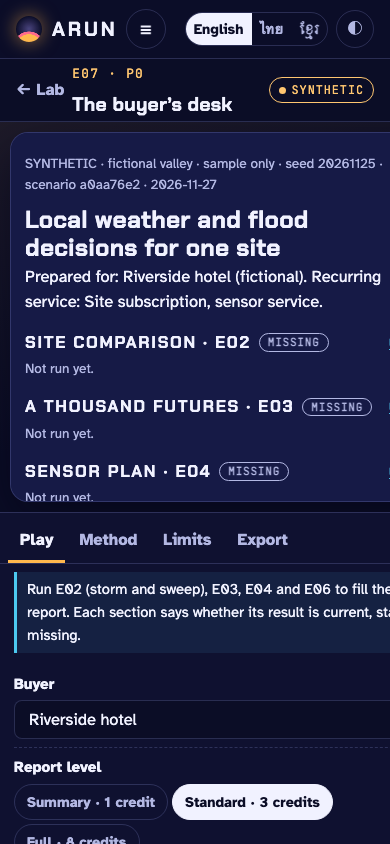 ARUN
English ไทย ខ្មែរ
← Lab
E07 · P0
The buyer's desk
SYNTHETIC
SYNTHETIC · fictional valley · sample only · seed 20261125 ·
scenario a0aa76e2 · 2026-11-27
Local weather and flood
decisions for one site
Prepared for: Riverside hotel (fictional). Recurring
service: Site subscription, sensor service.
SITE COMPARISON · E02 MISSING
Not run yet.
A THOUSAND FUTURES · E03 MISSING
Not run yet.
SENSOR PLAN · E04 MISSING
Not run yet.
Play Method Limits Export
Run E02 (storm and sweep), E03, E04 and E06 to fill the
report. Each section says whether its result is current,
missing.
Buyer
Riverside hotel
Report level
Summary · 1 credit Standard · 3 credits
Full · 8 credits